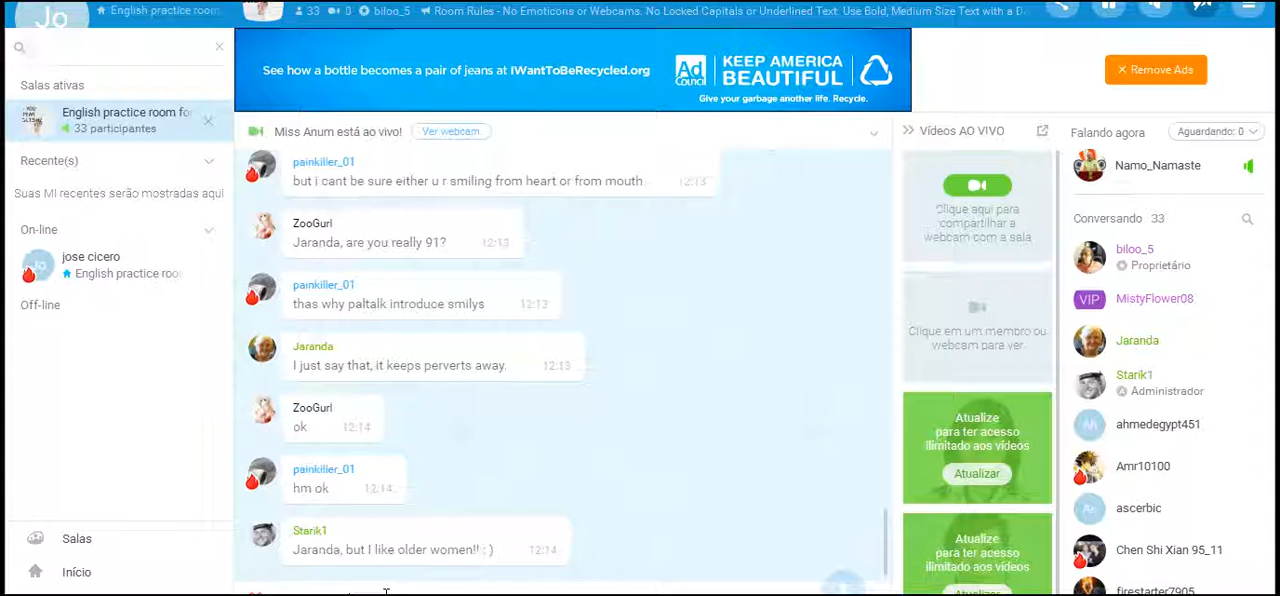 Jo
English practice room
33
0
biloo_5
Room Rules - No Emoticons or Webcams. No Locked Capitals or Underlined Text. Use Bold, Medium Size Text with a D
See how a bottle becomes a pair of jeans at IWantToBeRecycled.org
Ad Council
KEEP AMERICA
BEAUTIFUL
Give your garbage another life. Recycle.
Remove Ads
Salas ativas
English practice room for
33 participantes
Recente(s)
Suas MI recentes serão mostradas aqui
On-line
jose cicero
English practice roo
Off-line
Salas
Início
Miss Anum está ao vivo!
Ver webcam.
painkiller_01
but i cant be sure either u r smiling from heart or from mouth 12:13
ZooGurl
Jaranda, are you really 91? 12:13
painkiller_01
thas why paltalk introduce smilys 12:13
Jaranda
I just say that, it keeps perverts away. 12:13
ZooGurl
ok 12:14
painkiller_01
hm ok 12:14
Starik1
Jaranda, but I like older women!! : ) 12:14
Vídeos AO VIVO
Clique aqui para
compartilhar a
webcam com a sala
Clique em um membro ou
webcam para ver
Atualize
para ter acesso
ilimitado aos vídeos
Atualizar
Atualize
para ter acesso
ilimitado aos vídeos
Atualizar
Falando agora
Aguardando: 0
Namo_Namaste
Conversando 33
biloo_5
Proprietário
VIP MistyFlower08
Jaranda
Starik1
Administrador
ahmedegypt451
Amr10100
ascerbic
Chen Shi Xian 95_11
firestarter7905